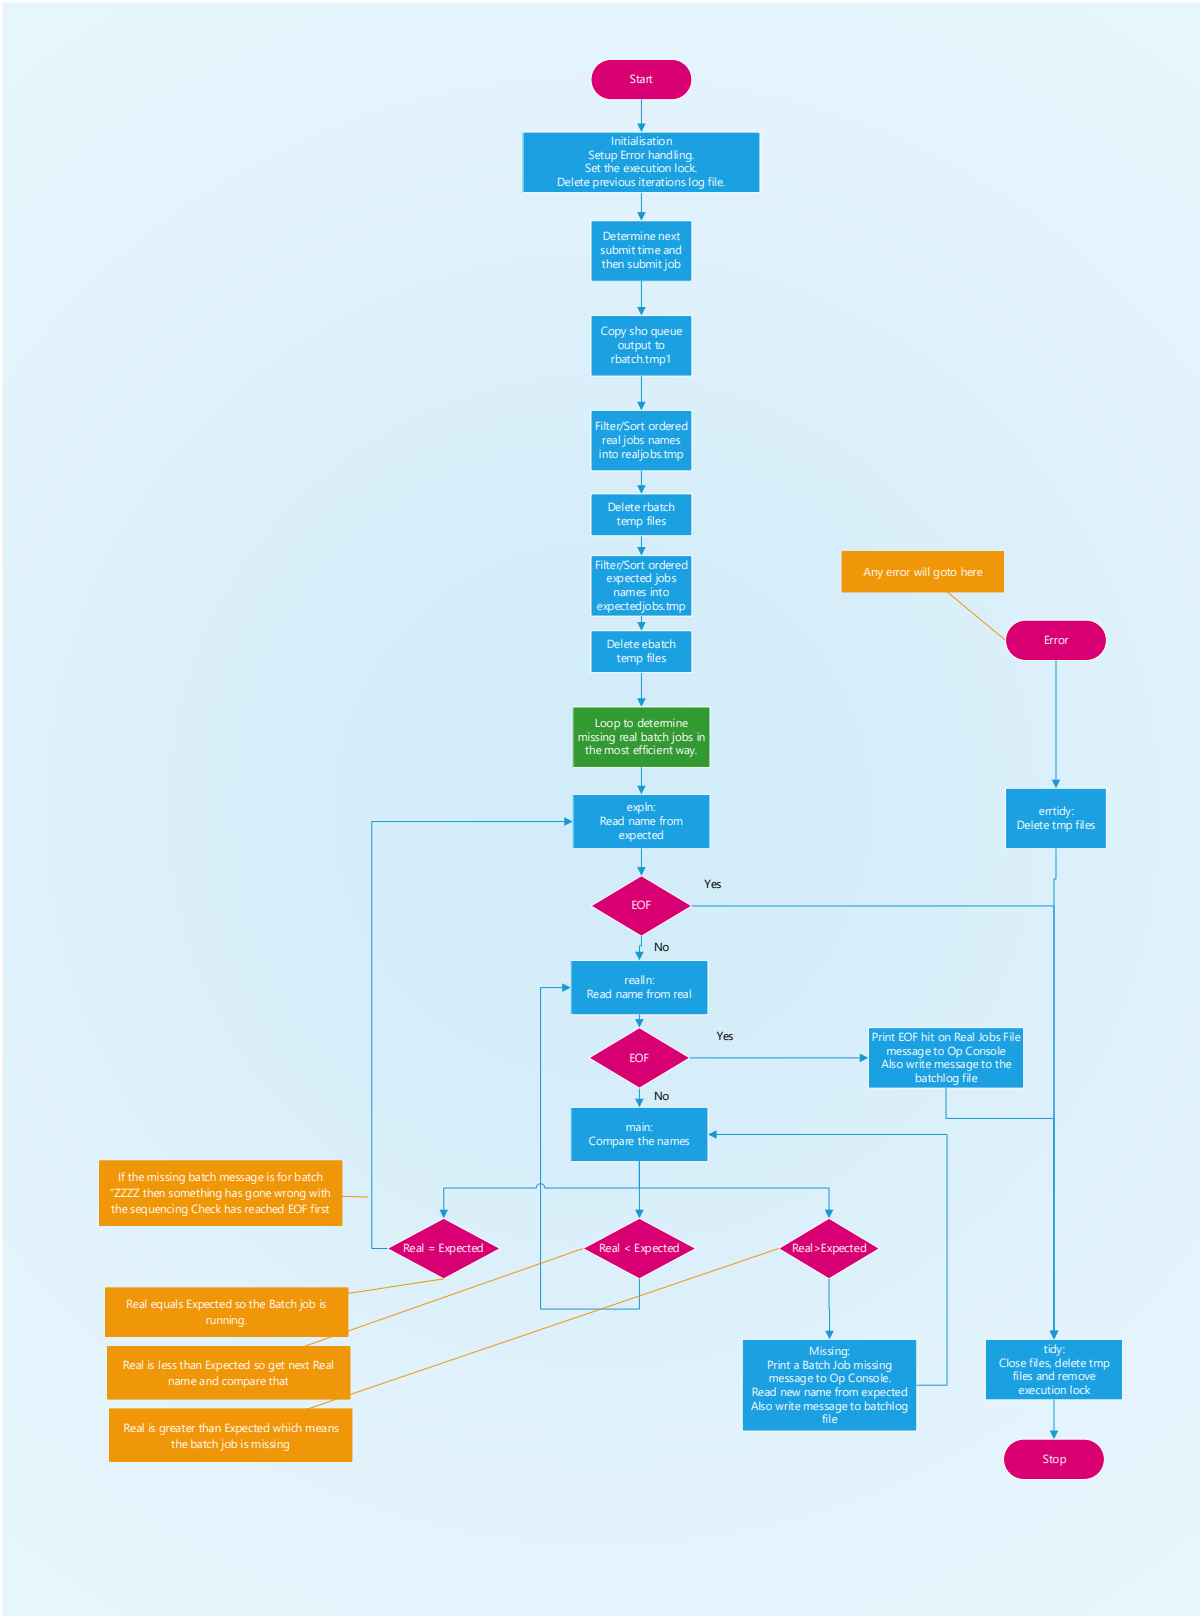 Start
Initialisation
Setup Error handling.
Set the execution lock.
Delete previous iterations log file.
Determine next
submit time and
then submit job
Copy sho queue
output to
rbatch.tmp1
Filter/Sort ordered
real jobs names
into realjobs.tmp
Delete rbatch
temp files
Filter/Sort ordered
expected jobs
names into
expectedjobs.tmp
Any error will goto here
Error
Delete ebatch
temp files
Loop to determine
missing real batch jobs in
the most efficient way.
expln:
Read name from
expected
errtidy:
Delete tmp files
Yes
EOF
No
realln:
Read name from real
Yes
EOF
Print EOF hit on Real Jobs File
message to Op Console
Also write message to the
batchlog file
No
main:
Compare the names
If the missing batch message is for batch
"ZZZZ then something has gone wrong with
the sequencing Check has reached EOF first
Real = Expected
Real < Expected
Real>Expected
Real equals Expected so the Batch job is
running.
Real is less than Expected so get next Real
name and compare that
Real is greater than Expected which means
the batch job is missing
Missing:
Print a Batch Job missing
message to Op Console.
Read new name from expected
Also write message to batchlog
file
tidy:
Close files, delete tmp
files and remove
execution lock
Stop